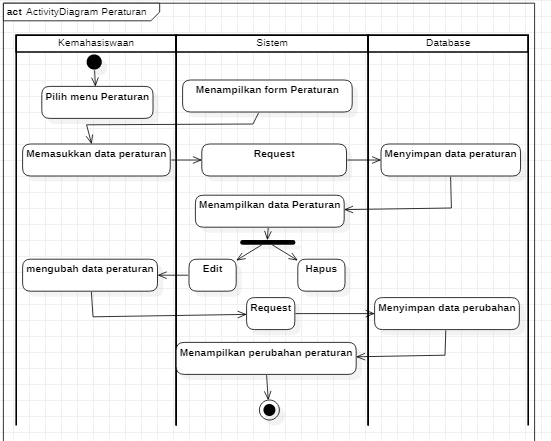 act ActivityDiagram Peraturan
Kemahasiswaan
Sistem
Database
Menampilkan form Peraturan
Pilih menu Peraturan
Memasukkan data peraturan
Request
Menyimpan data peraturan
Menampilkan data Peraturan
mengubah data peraturan
Edit
Hapus
Request
Menyimpan data perubahan
Menampilkan perubahan peraturan